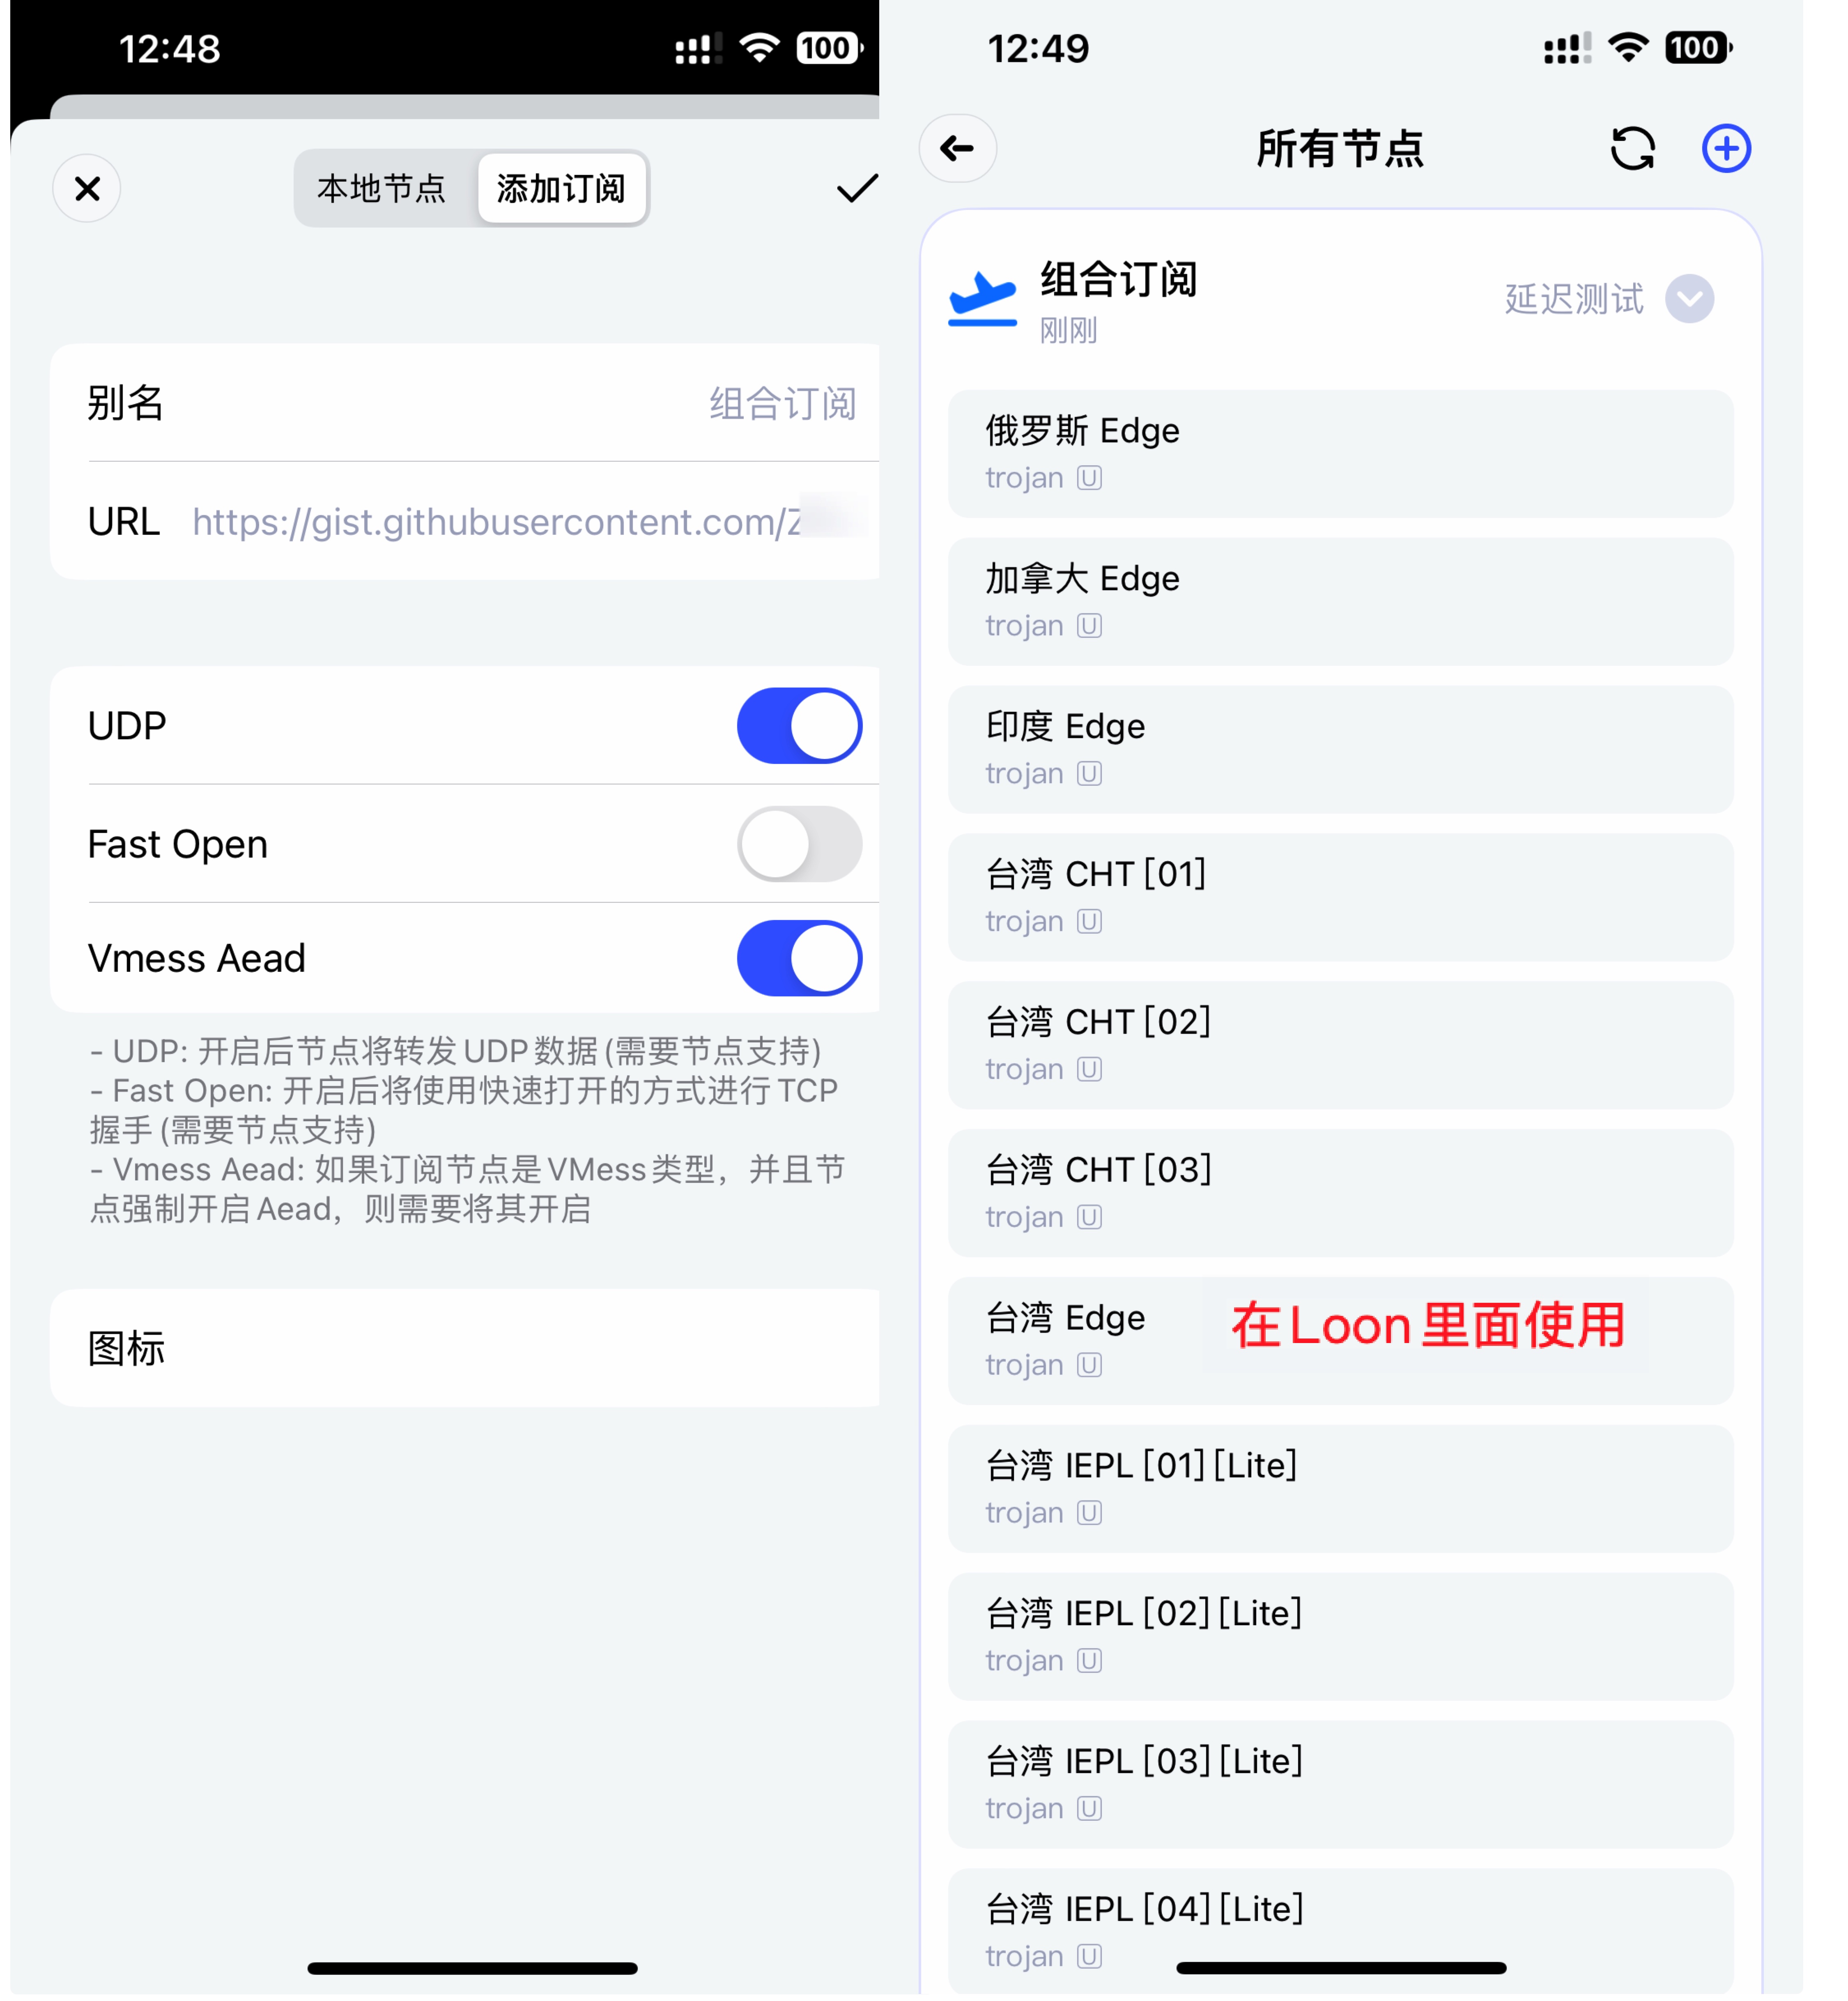 12:48
100
本地节点
添加订阅
别名
组合订阅
URL
https://gist.githubusercontent.com/
UDP
Fast Open
Vmess Aead
- UDP: 开启后节点将转发 UDP 数据 (需要节点支持)
- Fast Open: 开启后将使用快速打开的方式进行 TCP
握手 (需要节点支持)
- Vmess Aead: 如果订阅节点是 VMess 类型，并且节
点强制开启 Aead，则需要将其开启
图标
12:49
100
所有节点
组合订阅
刚刚
延迟测试
俄罗斯 Edge
trojan U
加拿大 Edge
trojan U
印度 Edge
trojan U
台湾 CHT [01]
trojan U
台湾 CHT [02]
trojan U
台湾 CHT [03]
trojan U
台湾 Edge
trojan U
在Loon里面使用
台湾 IEPL [01] [Lite]
trojan U
台湾 IEPL [02] [Lite]
trojan U
台湾 IEPL [03] [Lite]
trojan U
台湾 IEPL [04] [Lite]
trojan U